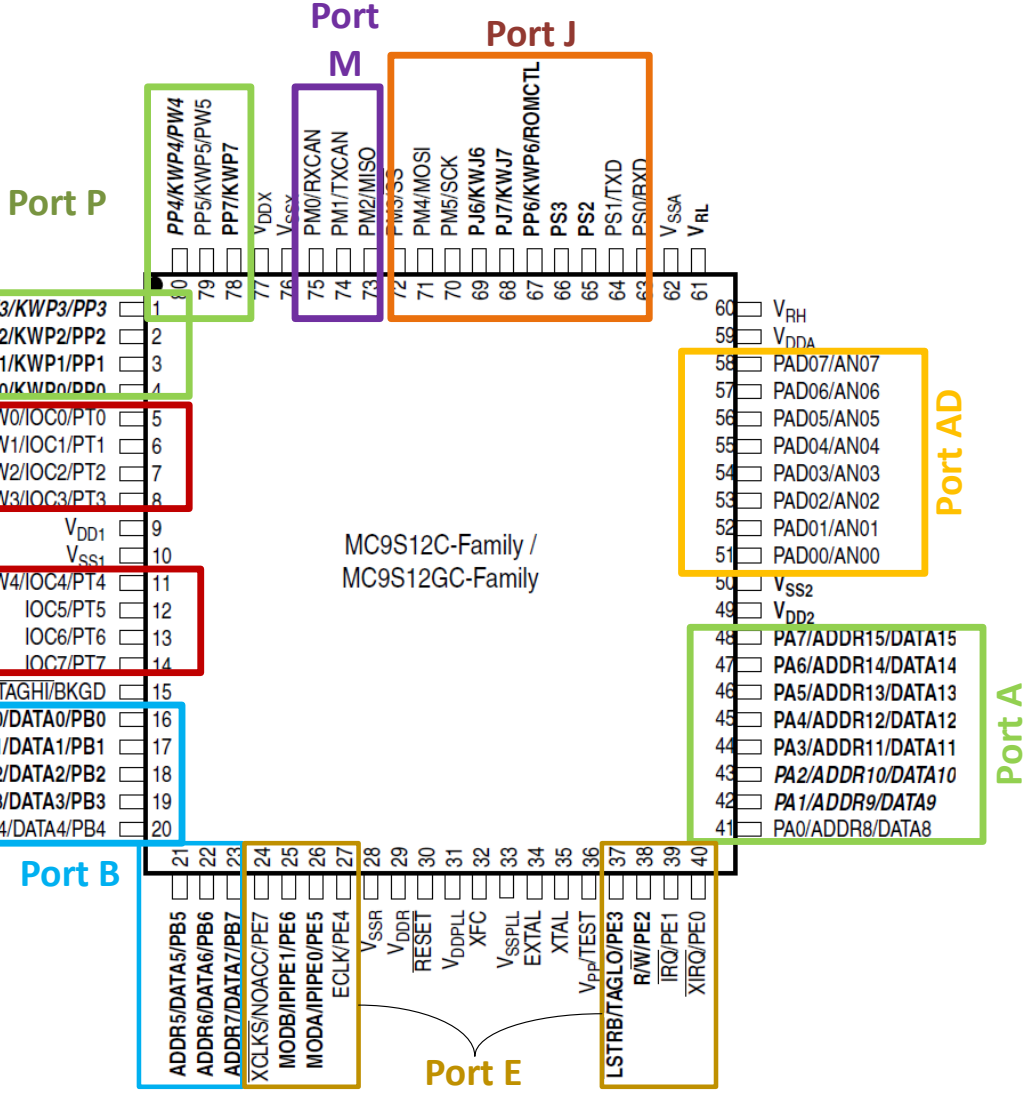 Port
M
Port J
Port P
PP4/KWP4/PW4
PP5/KWP5/PW5
PP7/KWP7
VDDX
VSSX
PM0/RXCAN
PM1/TXCAN
PM2/MISO
PM3/SS
PM4/MOSI
PM5/SCK
PJ6/KWJ6
PJ7/KWJ7
PP6/KWP6/ROMCTL
PS3
PS2
PS1/TXD
PS0/RXD
VSSA
VRL
80
79
78
77
76
75
74
73
72
71
70
69
68
67
66
65
64
63
62
61
3/KWP3/PP3 1
2/KWP2/PP2 2
1/KWP1/PP1 3
0/KWP0/PP0 4
W0/IOC0/PT0 5
W1/IOC1/PT1 6
W2/IOC2/PT2 7
W3/IOC3/PT3 8
VDD1 9
VSS1 10
W4/IOC4/PT4 11
IOC5/PT5 12
IOC6/PT6 13
IOC7/PT7 14
TAGHI/BKGD 15
0/DATA0/PB0 16
1/DATA1/PB1 17
2/DATA2/PB2 18
3/DATA3/PB3 19
4/DATA4/PB4 20
MC9S12C-Family /
MC9S12GC-Family
60 VRH
59 VDDA
58 PAD07/AN07
57 PAD06/AN06
56 PAD05/AN05
55 PAD04/AN04
54 PAD03/AN03
53 PAD02/AN02
52 PAD01/AN01
51 PAD00/AN00
50 VSS2
49 VDD2
48 PA7/ADDR15/DATA15
47 PA6/ADDR14/DATA14
46 PA5/ADDR13/DATA13
45 PA4/ADDR12/DATA12
44 PA3/ADDR11/DATA11
43 PA2/ADDR10/DATA10
42 PA1/ADDR9/DATA9
41 PA0/ADDR8/DATA8
Port AD
Port A
Port B
21
22
23
24
25
26
27
28
29
30
31
32
33
34
35
36
37
38
39
40
ADDR5/DATA5/PB5
ADDR6/DATA6/PB6
ADDR7/DATA7/PB7
XCLKS/NOACC/PE7
MODB/IPIPE1/PE6
MODA/IPIPE0/PE5
ECLK/PE4
VSSR
VDDR
RESET
VDDPLL
XFC
VSSPLL
EXTAL
XTAL
VPP/TEST
LSTRB/TAGLO/PE3
R/W/PE2
IRQ/PE1
XIRQ/PE0
Port E